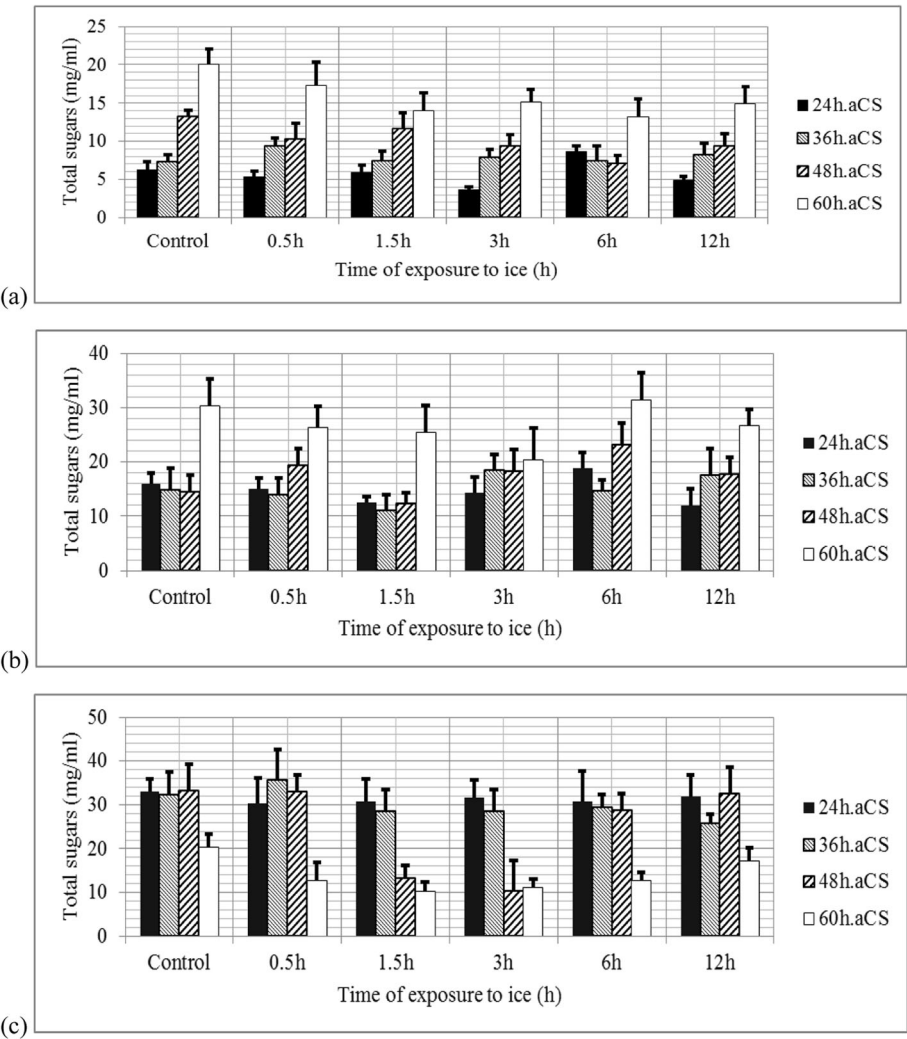 (a)
Total sugars (mg/ml)
25
20
15
10
5
0
Control 0.5h 1.5h 3h 6h 12h
Time of exposure to ice (h)
24h.aCS
36h.aCS
48h.aCS
60h.aCS
(b)
Total sugars (mg/ml)
40
30
20
10
0
Control 0.5h 1.5h 3h 6h 12h
Time of exposure to ice (h)
24h.aCS
36h.aCS
48h.aCS
60h.aCS
(c)
Total sugars (mg/ml)
50
40
30
20
10
0
Control 0.5h 1.5h 3h 6h 12h
Time of exposure to ice (h)
24h.aCS
36h.aCS
48h.aCS
60h.aCS